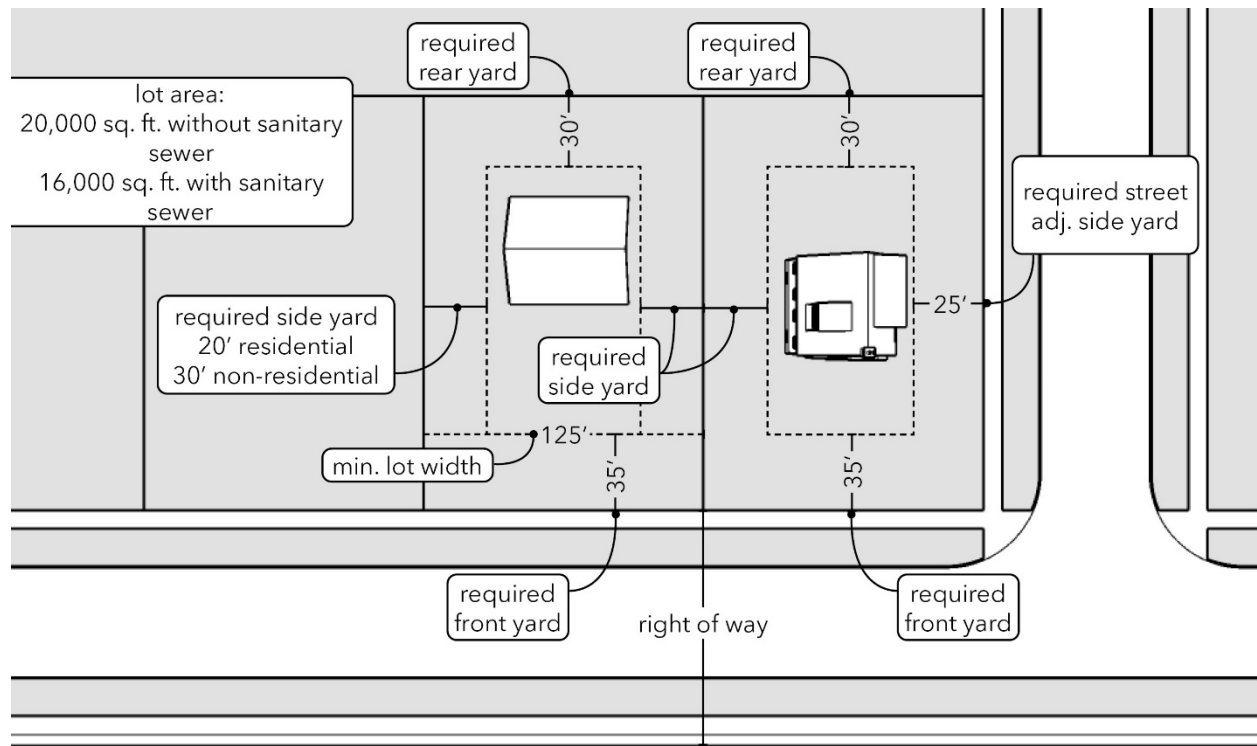 required
rear yard
required
rear yard
lot area:
20,000 sq. ft. without sanitary
sewer
16,000 sq. ft. with sanitary
sewer
30’
30’
required street
adj. side yard
required side yard
20’ residential
30’ non-residential
required
side yard
25’
125’
min. lot width
35’
35’
required
front yard
required
front yard
right of way